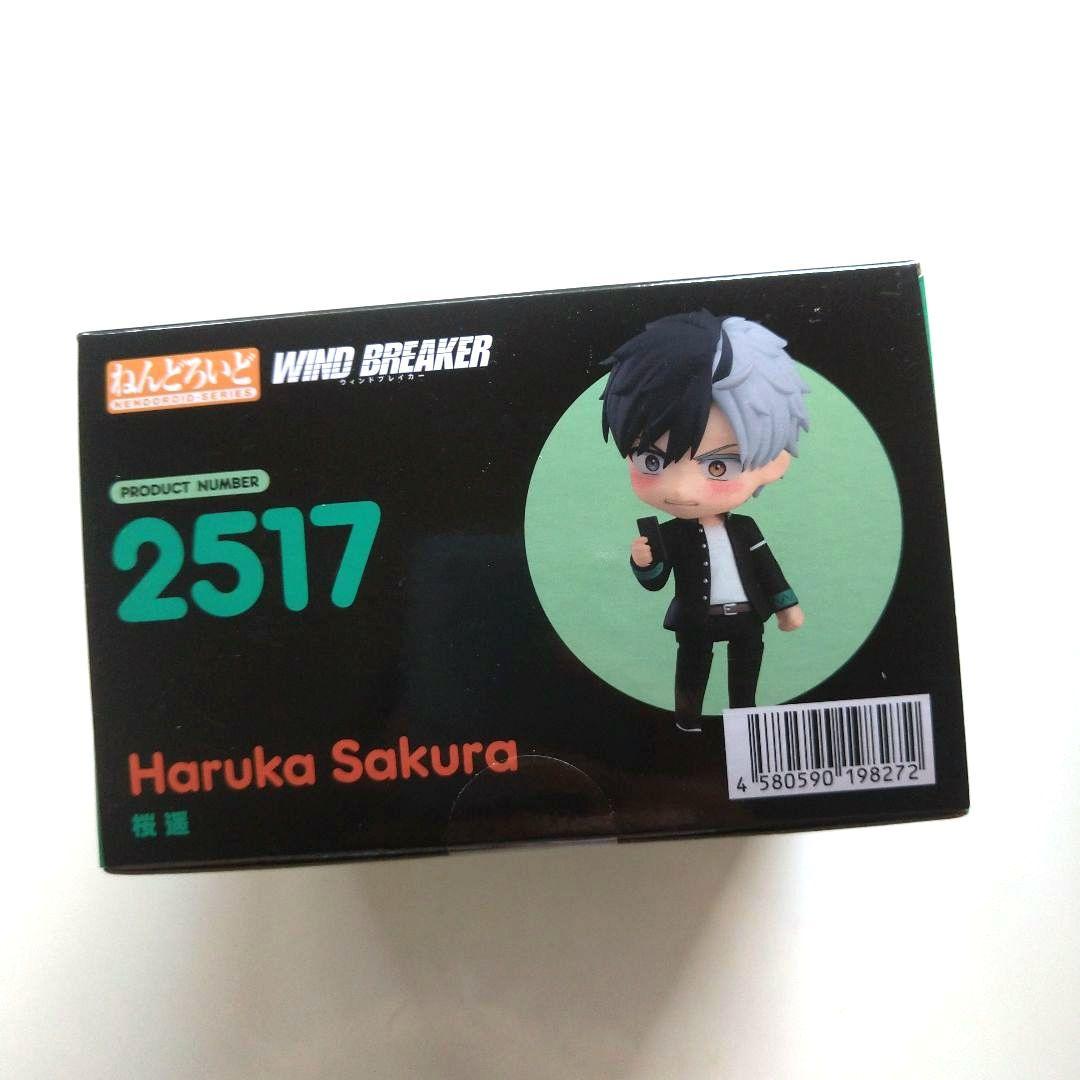 ねんどろいど
NENDOROID SERIES
WIND BREAKER
ウィンドブレイカー
PRODUCT NUMBER
2517
Haruka Sakura
桜 遥
4 580590 198272